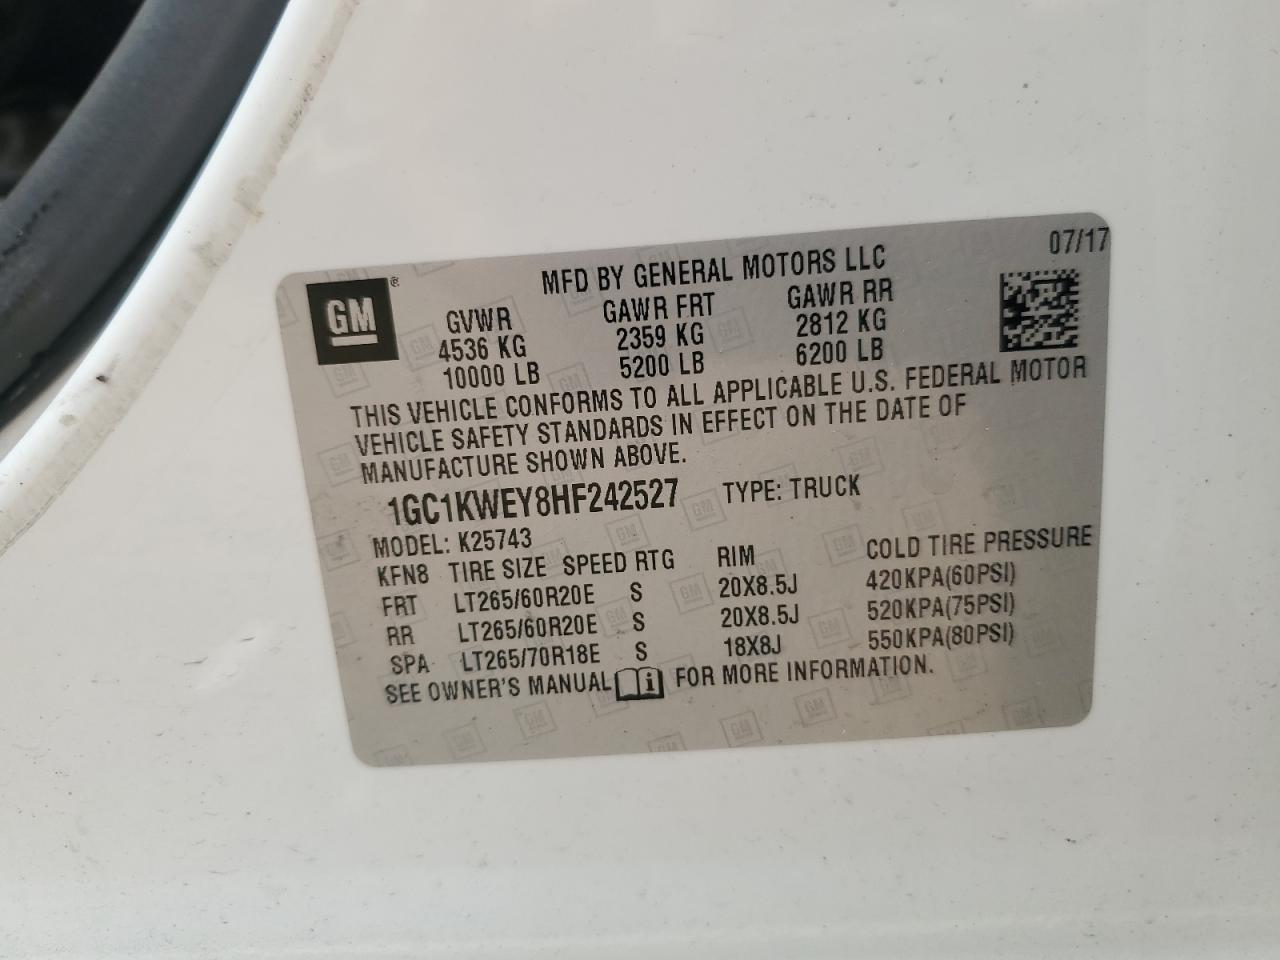 GM®
MFD BY GENERAL MOTORS LLC 07/17
GVWR GAWR FRT GAWR RR
4536 KG 2359 KG 2812 KG
10000 LB 5200 LB 6200 LB
THIS VEHICLE CONFORMS TO ALL APPLICABLE U.S. FEDERAL MOTOR
VEHICLE SAFETY STANDARDS IN EFFECT ON THE DATE OF
MANUFACTURE SHOWN ABOVE.
1GC1KWEY8HF242527 TYPE: TRUCK
MODEL: K25743
KFN8 TIRE SIZE SPEED RTG RIM COLD TIRE PRESSURE
FRT LT265/60R20E S 20X8.5J 420KPA(60PSI)
RR LT265/60R20E S 20X8.5J 520KPA(75PSI)
SPA LT265/70R18E S 18X8J 550KPA(80PSI)
SEE OWNER'S MANUAL i FOR MORE INFORMATION.